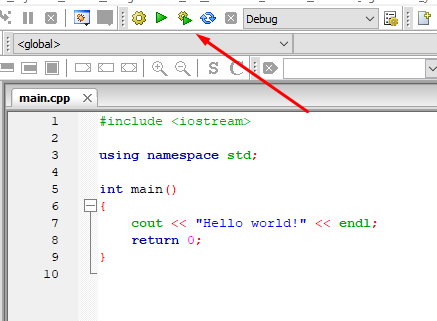 Debug
<global>
S C
main.cpp
1 #include <iostream>
2
3 using namespace std;
4
5 int main()
6 {
7 cout << "Hello world!" << endl;
8 return 0;
9 }
10